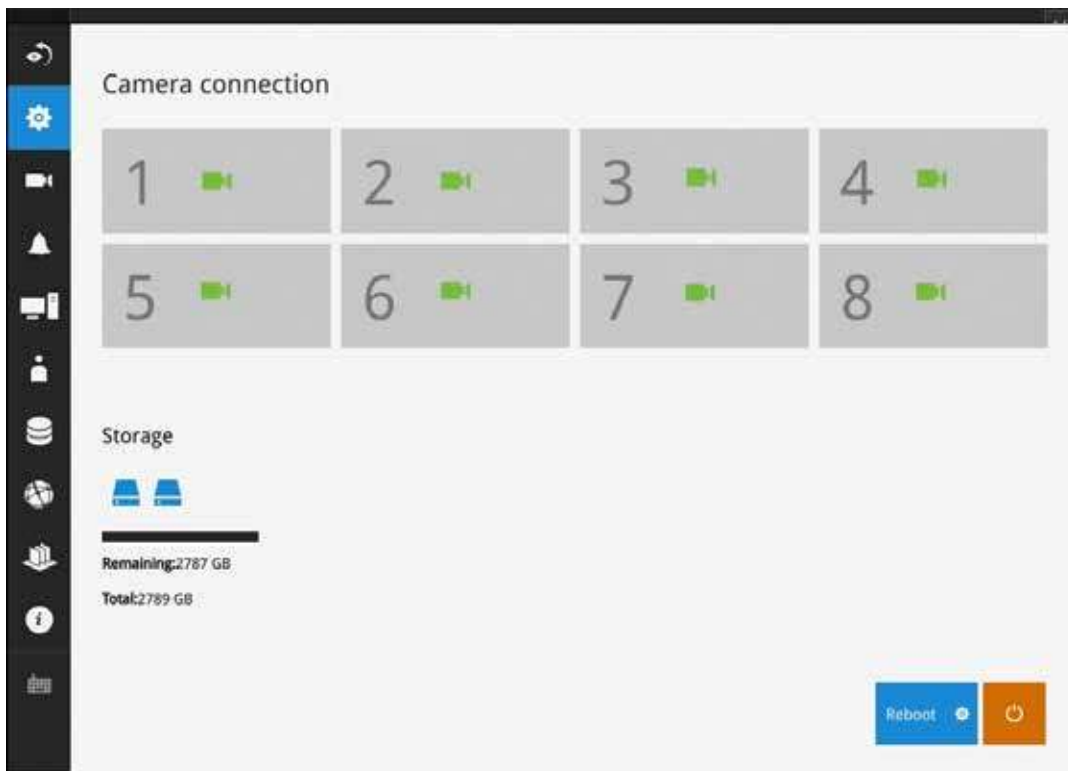 Camera connection
1 2 3 4
5 6 7 8
Storage
Remaining:2787 GB
Total:2789 GB
Reboot